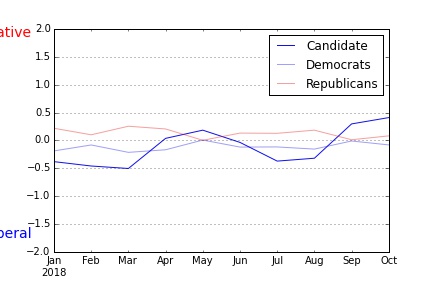 ative
2.0
1.5
1.0
0.5
0.0
−0.5
−1.0
−1.5
−2.0
beral
Candidate
Democrats
Republicans
Jan Feb Mar Apr May Jun Jul Aug Sep Oct
2018